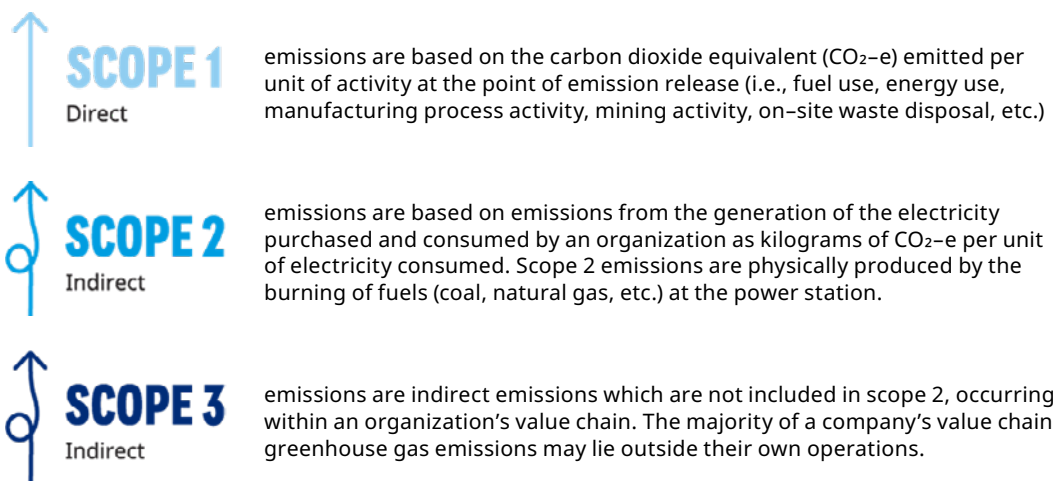 SCOPE 1
Direct
emissions are based on the carbon dioxide equivalent (CO₂–e) emitted per
unit of activity at the point of emission release (i.e., fuel use, energy use,
manufacturing process activity, mining activity, on–site waste disposal, etc.)
SCOPE 2
Indirect
emissions are based on emissions from the generation of the electricity
purchased and consumed by an organization as kilograms of CO₂–e per unit
of electricity consumed. Scope 2 emissions are physically produced by the
burning of fuels (coal, natural gas, etc.) at the power station.
SCOPE 3
Indirect
emissions are indirect emissions which are not included in scope 2, occurring
within an organization’s value chain. The majority of a company’s value chain
greenhouse gas emissions may lie outside their own operations.